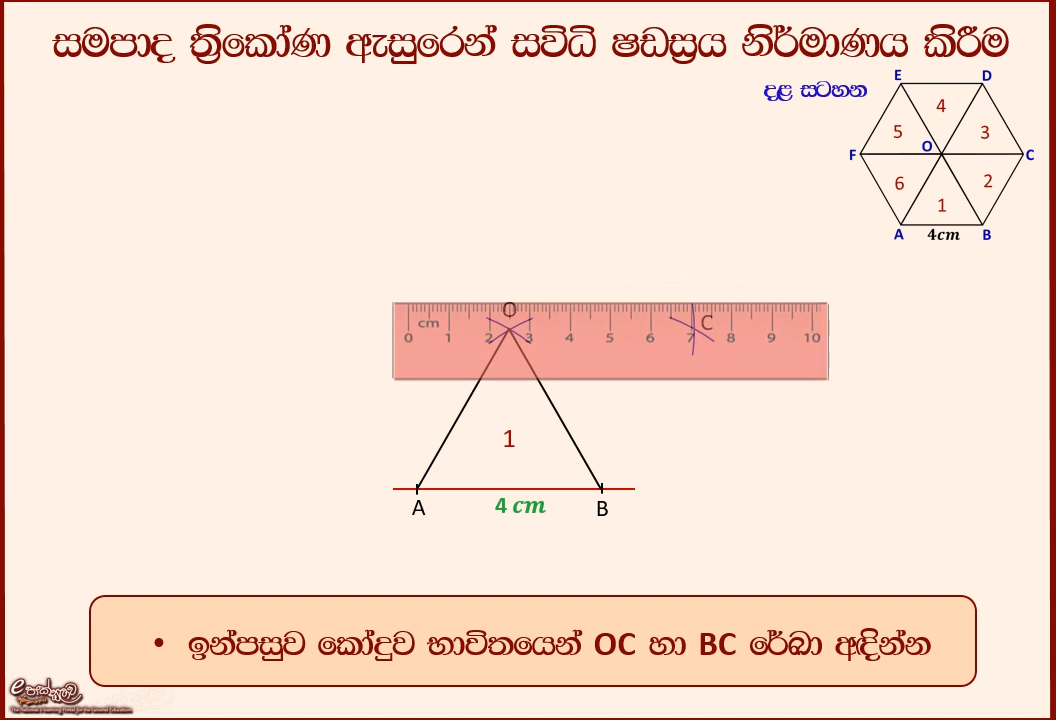 සමපාද ත්‍රිකෝණ ඇසුරෙන් සවිධි ෂඩස්‍රය නිර්මාණය කිරීම
දළ සටහන
E D
4
5 3
F O C
6 2
1
A 4cm B
O C
cm
0 1 2 3 4 5 6 7 8 9 10
1
4 cm
A B
• ඉන්පසුව කෝදුව භාවිතයෙන් OC හා BC රේඛා අඳින්න